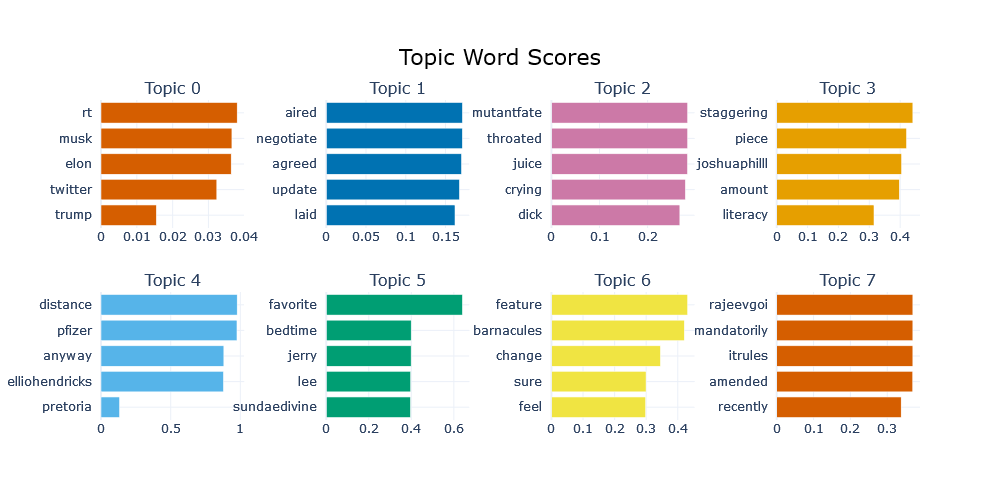 Topic Word Scores
Topic 0
rt
musk
elon
twitter
trump
0 0.01 0.02 0.03 0.04
Topic 1
aired
negotiate
agreed
update
laid
0 0.05 0.1 0.15
Topic 2
mutantfate
throated
juice
crying
dick
0 0.1 0.2
Topic 3
staggering
piece
joshuaphilll
amount
literacy
0 0.1 0.2 0.3 0.4
Topic 4
distance
pfizer
anyway
elliohendricks
pretoria
0 0.5 1
Topic 5
favorite
bedtime
jerry
lee
sundaedivine
0 0.2 0.4 0.6
Topic 6
feature
barnacules
change
sure
feel
0 0.1 0.2 0.3 0.4
Topic 7
rajeevgoi
mandatorily
itrules
amended
recently
0 0.1 0.2 0.3